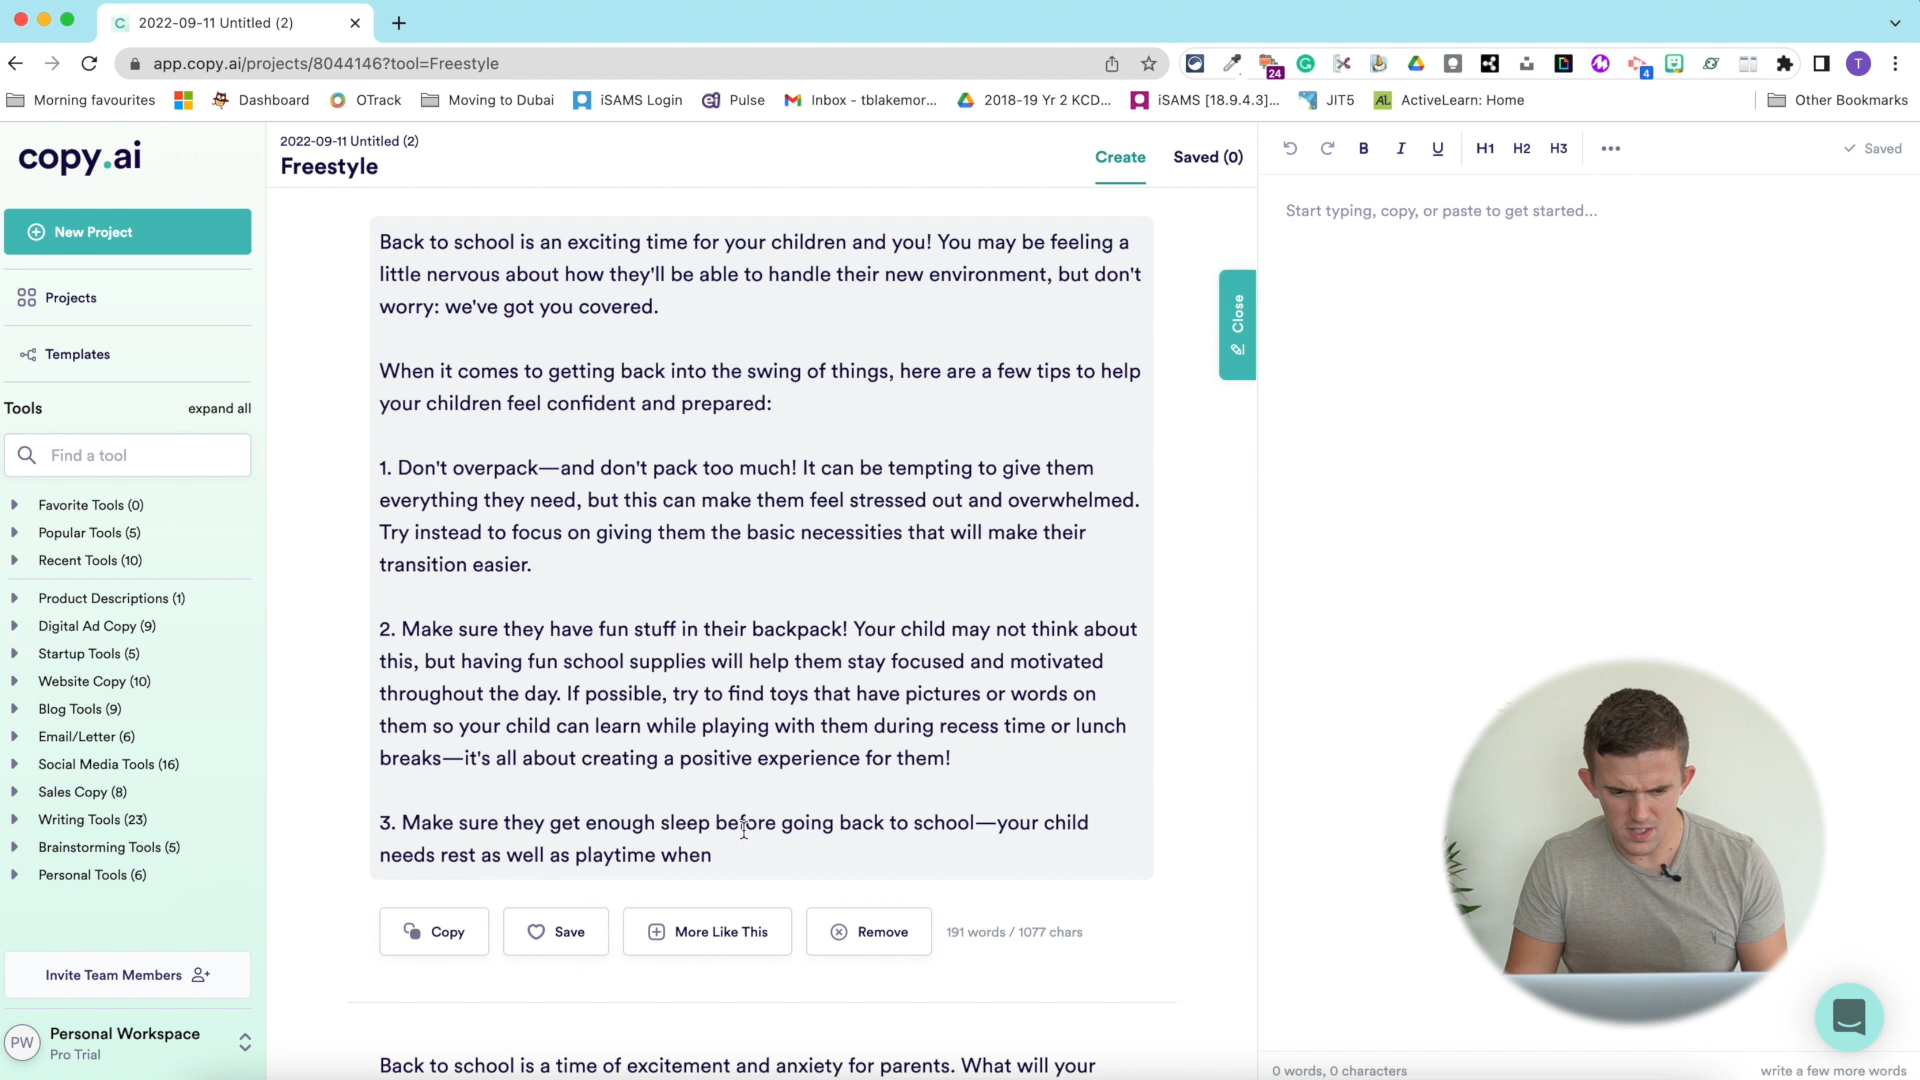 2022-09-11 Untitled (2)
app.copy.ai/projects/8044146?tool=Freestyle
24
4
T
Morning favourites
Dashboard
OTrack
Moving to Dubai
iSAMS Login
Pulse
Inbox - tblakemor...
2018-19 Yr 2 KCD...
iSAMS [18.9.4.3]...
JIT5
AL
ActiveLearn: Home
Other Bookmarks
copy.ai
New Project
Projects
Templates
Tools
expand all
Find a tool
Favorite Tools (0)
Popular Tools (5)
Recent Tools (10)
Product Descriptions (1)
Digital Ad Copy (9)
Startup Tools (5)
Website Copy (10)
Blog Tools (9)
Email/Letter (6)
Social Media Tools (16)
Sales Copy (8)
Writing Tools (23)
Brainstorming Tools (5)
Personal Tools (6)
Invite Team Members
PW
Personal Workspace
Pro Trial
2022-09-11 Untitled (2)
Freestyle
Create
Saved (0)
Back to school is an exciting time for your children and you! You may be feeling a
little nervous about how they'll be able to handle their new environment, but don't
worry: we've got you covered.
When it comes to getting back into the swing of things, here are a few tips to help
your children feel confident and prepared:
1. Don't overpack—and don't pack too much! It can be tempting to give them
everything they need, but this can make them feel stressed out and overwhelmed.
Try instead to focus on giving them the basic necessities that will make their
transition easier.
2. Make sure they have fun stuff in their backpack! Your child may not think about
this, but having fun school supplies will help them stay focused and motivated
throughout the day. If possible, try to find toys that have pictures or words on
them so your child can learn while playing with them during recess time or lunch
breaks—it's all about creating a positive experience for them!
3. Make sure they get enough sleep before going back to school—your child
needs rest as well as playtime when
Copy
Save
More Like This
Remove
191 words / 1077 chars
Back to school is a time of excitement and anxiety for parents. What will your
Close
B
I
U
H1
H2
H3
Saved
Start typing, copy, or paste to get started...
0 words, 0 characters
write a few more words